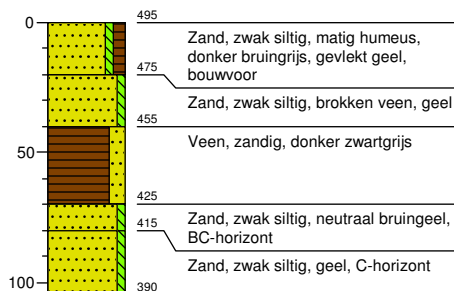 0
495
Zand, zwak siltig, matig humeus,
donker bruingrijs, gevlekt geel,
bouwvoor
475
Zand, zwak siltig, brokken veen, geel
455
Veen, zandig, donker zwartgrijs
50
425
Zand, zwak siltig, neutraal bruingeel,
BC-horizont
415
Zand, zwak siltig, geel, C-horizont
100
390